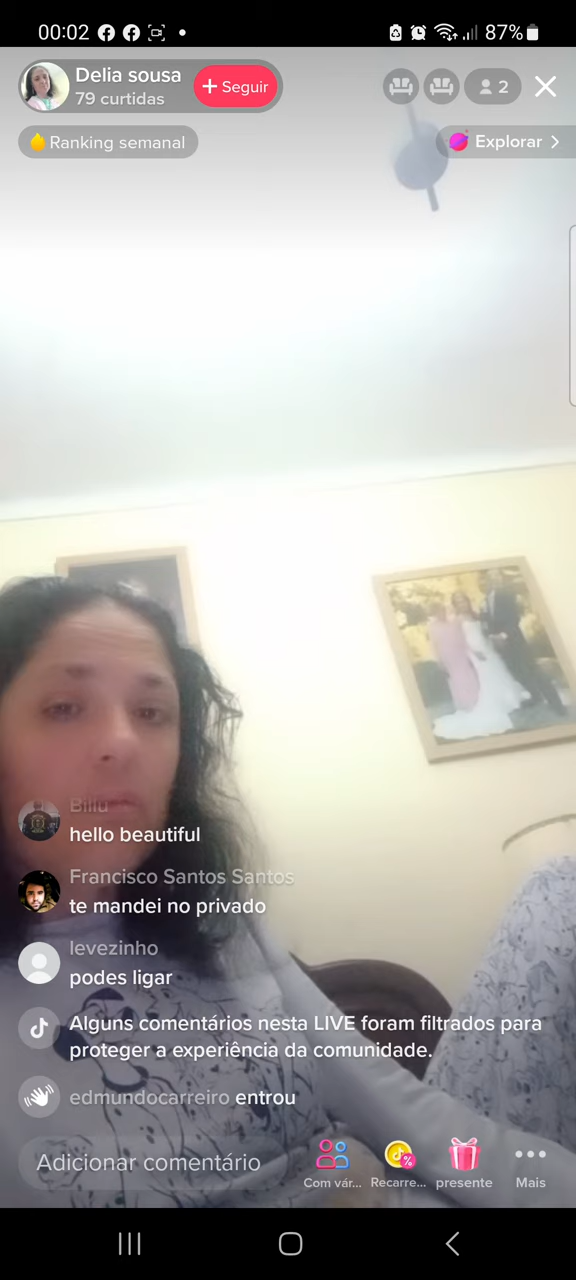 00:02
87%
Delia sousa
79 curtidas
+ Seguir
2
Ranking semanal
Explorar
Billu
hello beautiful
Francisco Santos Santos
te mandei no privado
levezinho
podes ligar
Alguns comentários nesta LIVE foram filtrados para
proteger a experiência da comunidade.
edmundocarreiro entrou
Adicionar comentário
Com vár...
Recarre...
presente
Mais